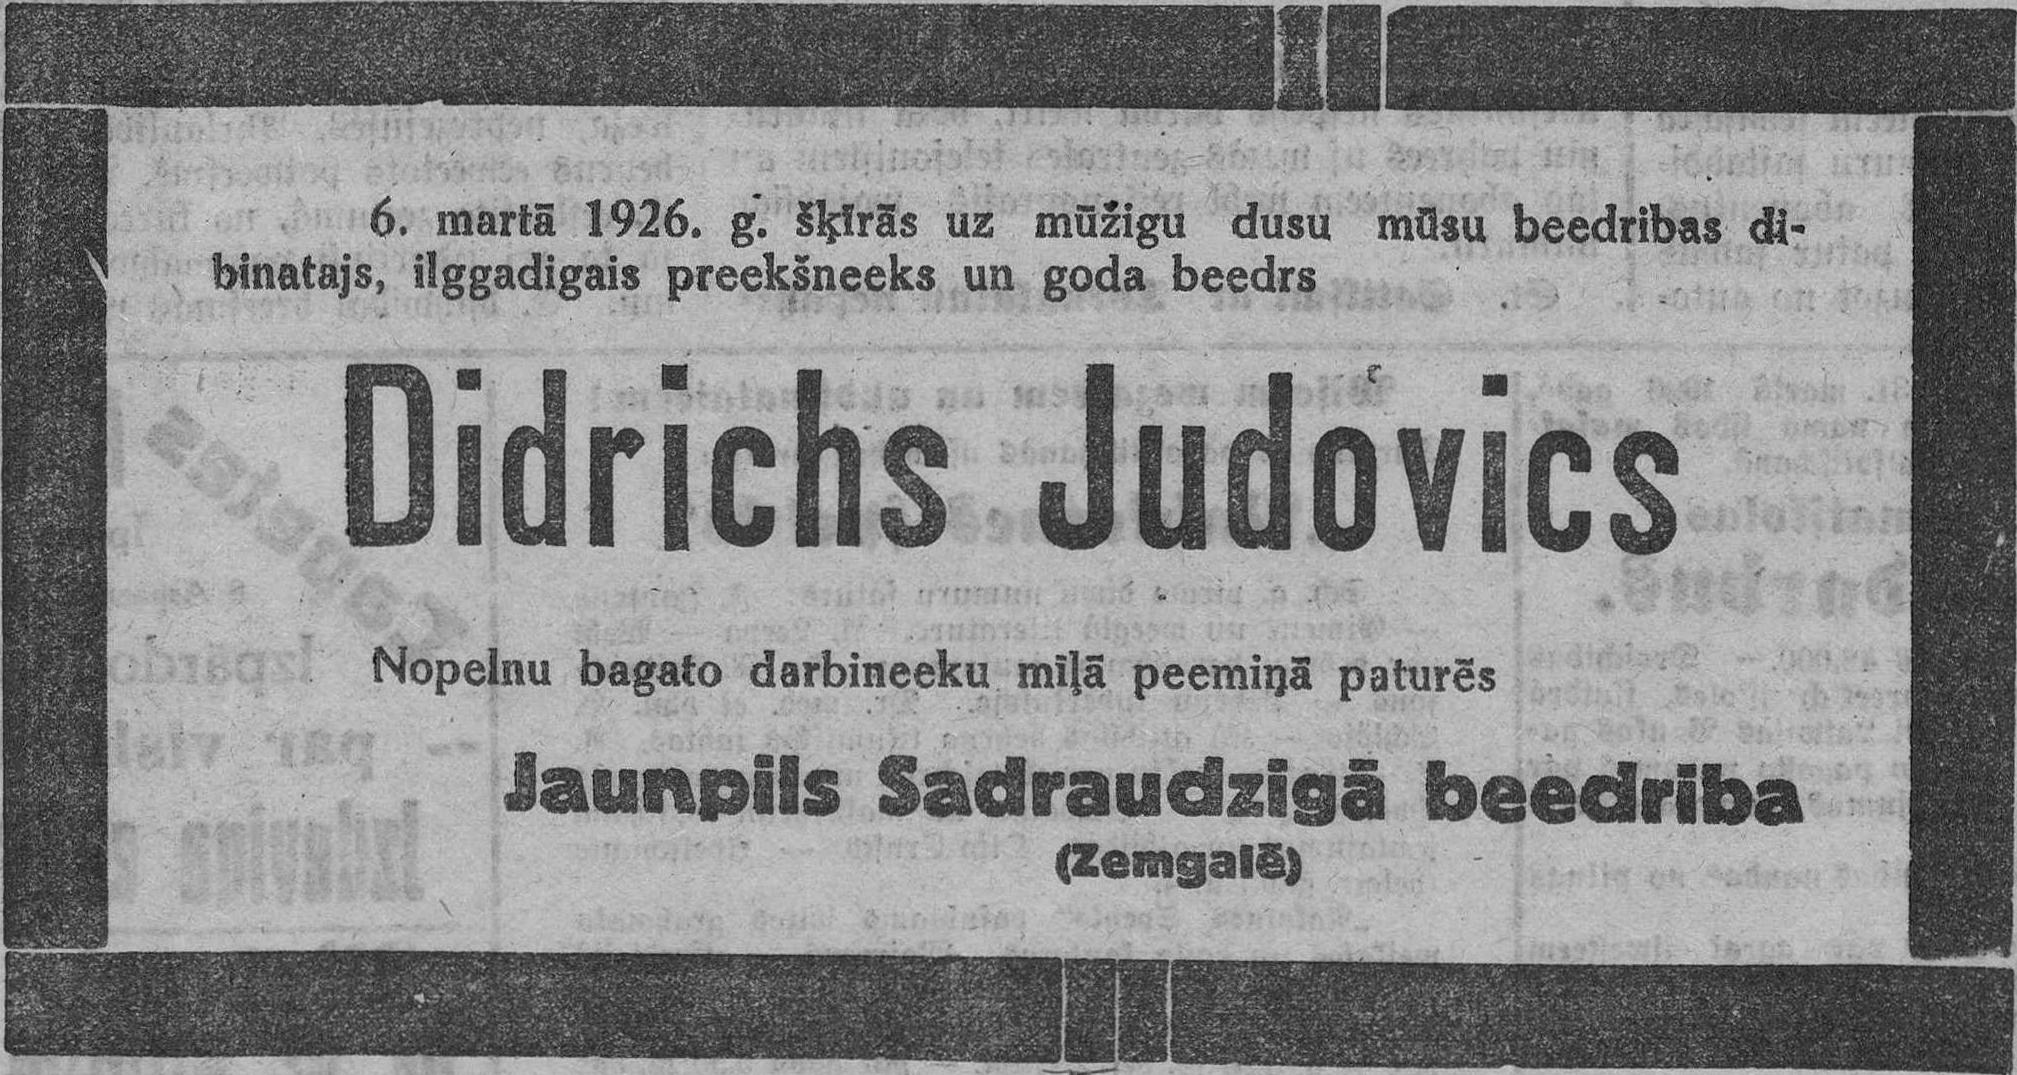 6. martā 1926. g. šķīrās uz mūžigu dusu mūsu beedribas di-
binatajs, ilggadigais preekšneeks un goda beedrs
Didrichs Judovics
Nopelnu bagato darbineeku miļā peemiņā paturēs
Jaunpils Sadraudzigā beedriba
(Zemgalē)